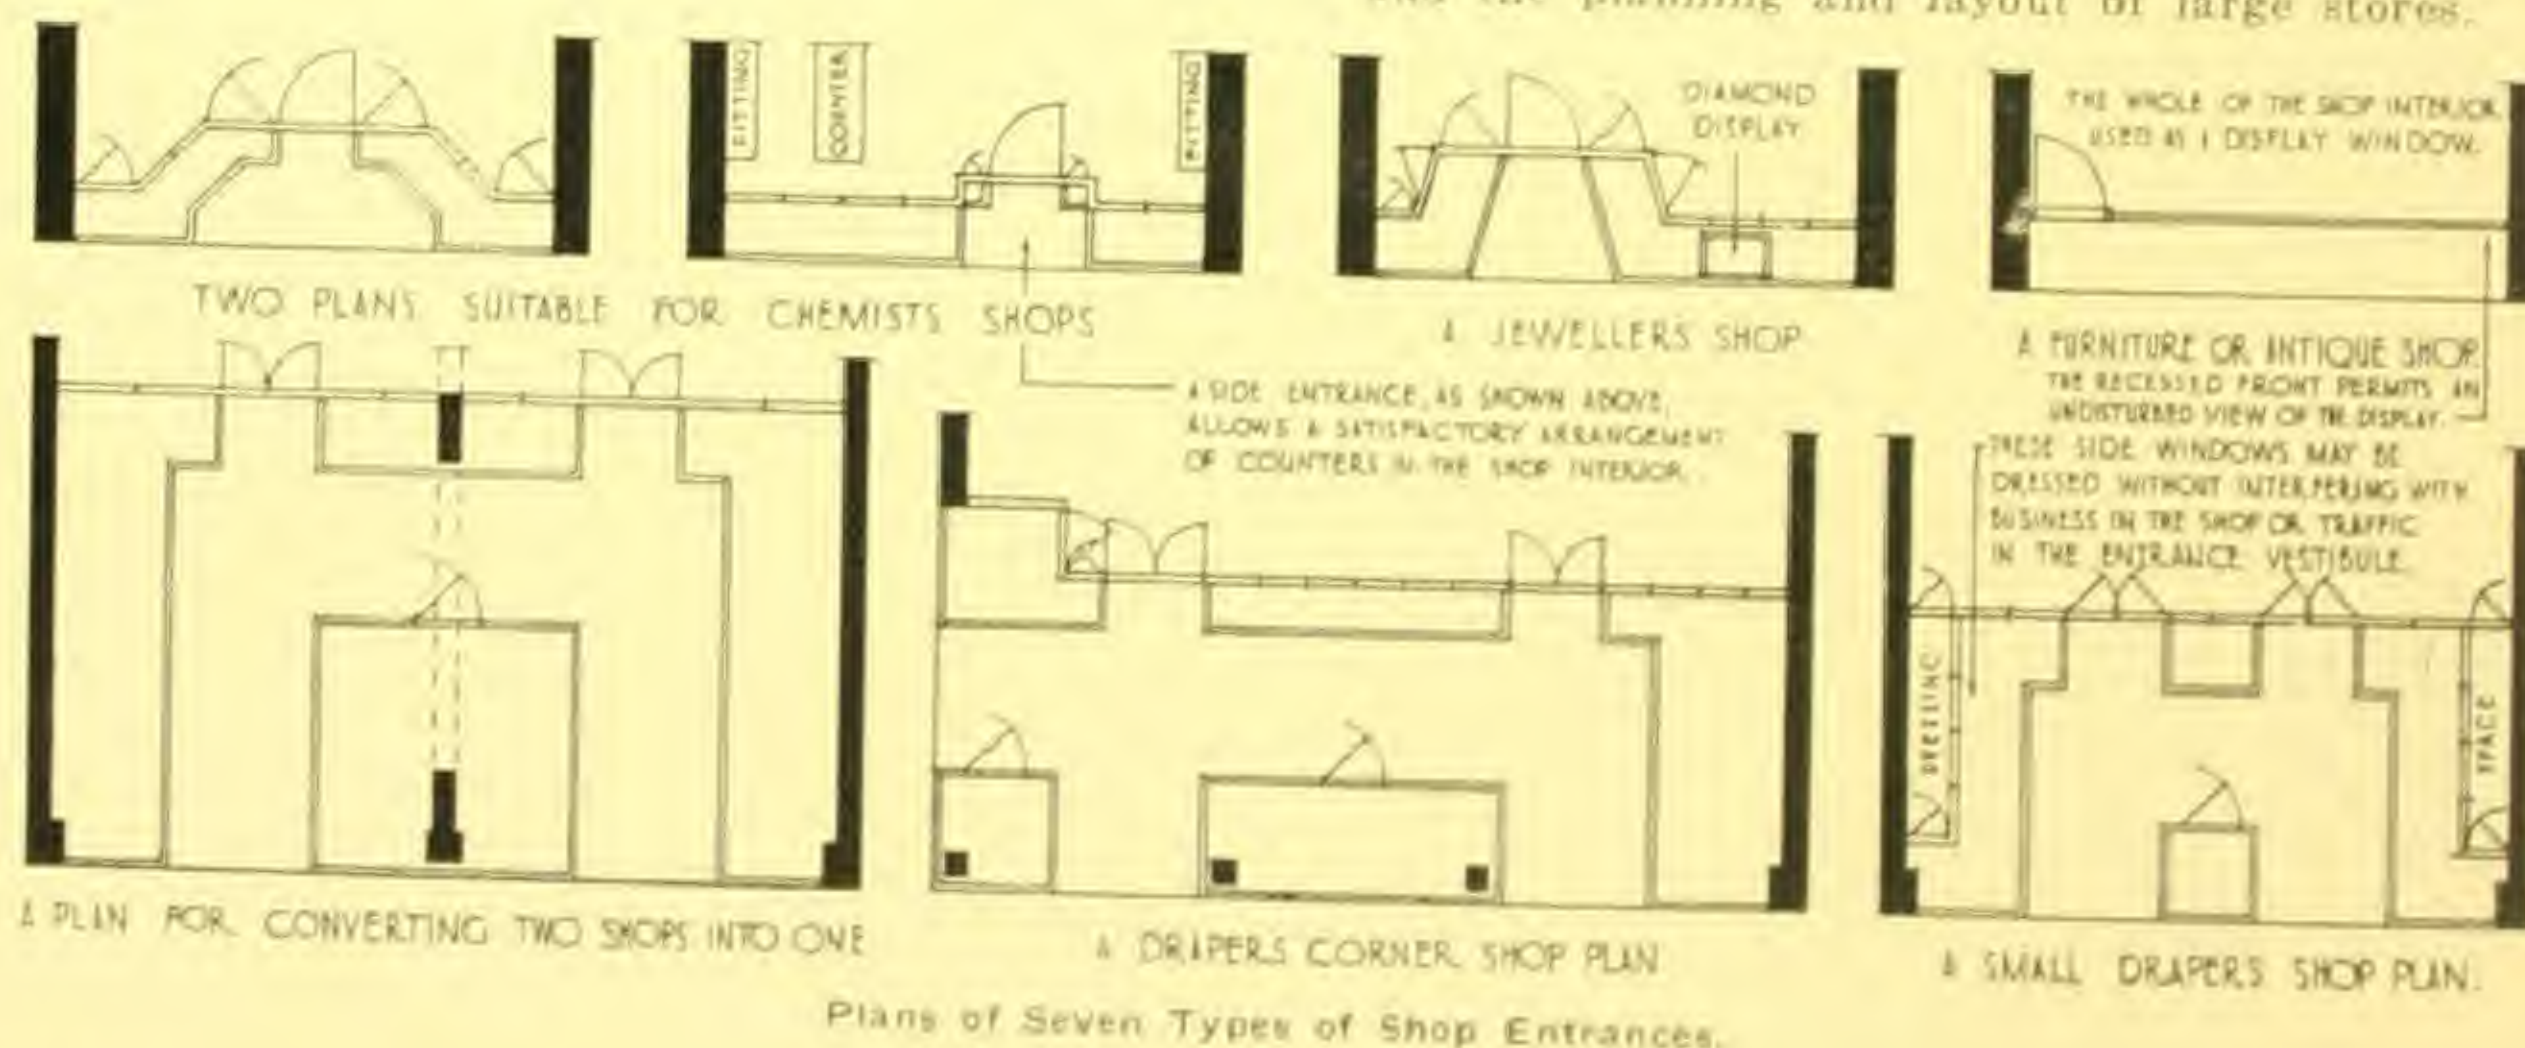 the planning and layout of large stores.
FITTING
COUNTER
FITTING
TWO PLANS SUITABLE FOR CHEMISTS SHOPS
A SIDE ENTRANCE, AS SHOWN ABOVE,
ALLOWS A SATISFACTORY ARRANGEMENT
OF COUNTERS IN THE SHOP INTERIOR.
DIAMOND
DISPLAY
A JEWELLERS SHOP
THE WHOLE OF THE SHOP INTERIOR
USED AS A DISPLAY WINDOW.
A FURNITURE OR ANTIQUE SHOP.
THE RECESSED FRONT PERMITS AN
UNDISTURBED VIEW OF THE DISPLAY.
A PLAN FOR CONVERTING TWO SHOPS INTO ONE
A DRAPERS CORNER SHOP PLAN
THESE SIDE WINDOWS MAY BE
DRESSED WITHOUT INTERFERING WITH
BUSINESS IN THE SHOP OR TRAFFIC
IN THE ENTRANCE VESTIBULE.
SPACE
A SMALL DRAPERS SHOP PLAN.
Plans of Seven Types of Shop Entrances.